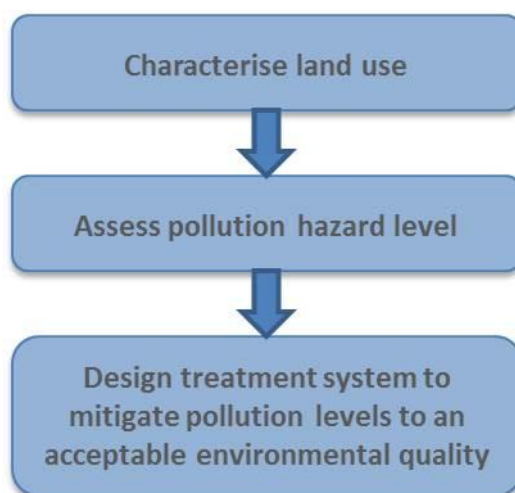 Characterise land use
Assess pollution hazard level
Design treatment system to
mitigate pollution levels to an
acceptable environmental quality